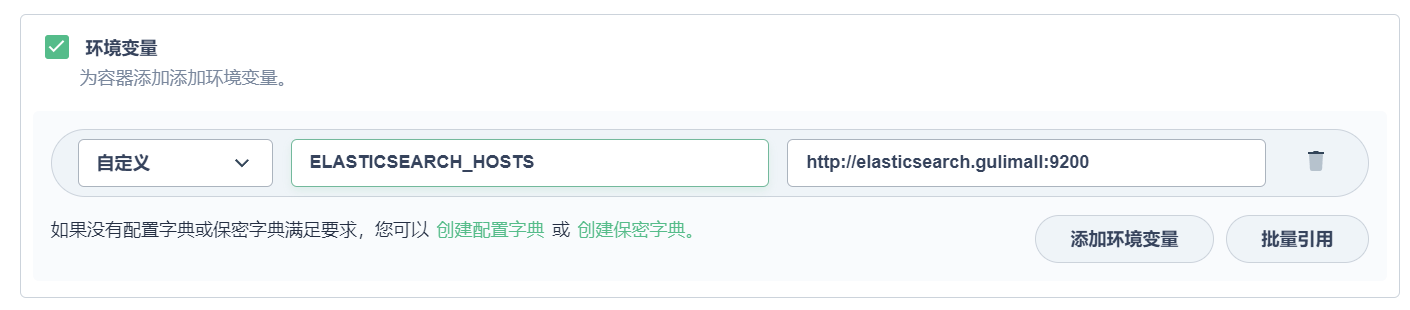 环境变量
为容器添加添加环境变量。
自定义 ELASTICSEARCH_HOSTS http://elasticsearch.gulimall:9200
如果没有配置字典或保密字典满足要求，您可以 创建配置字典 或 创建保密字典。
添加环境变量 批量引用